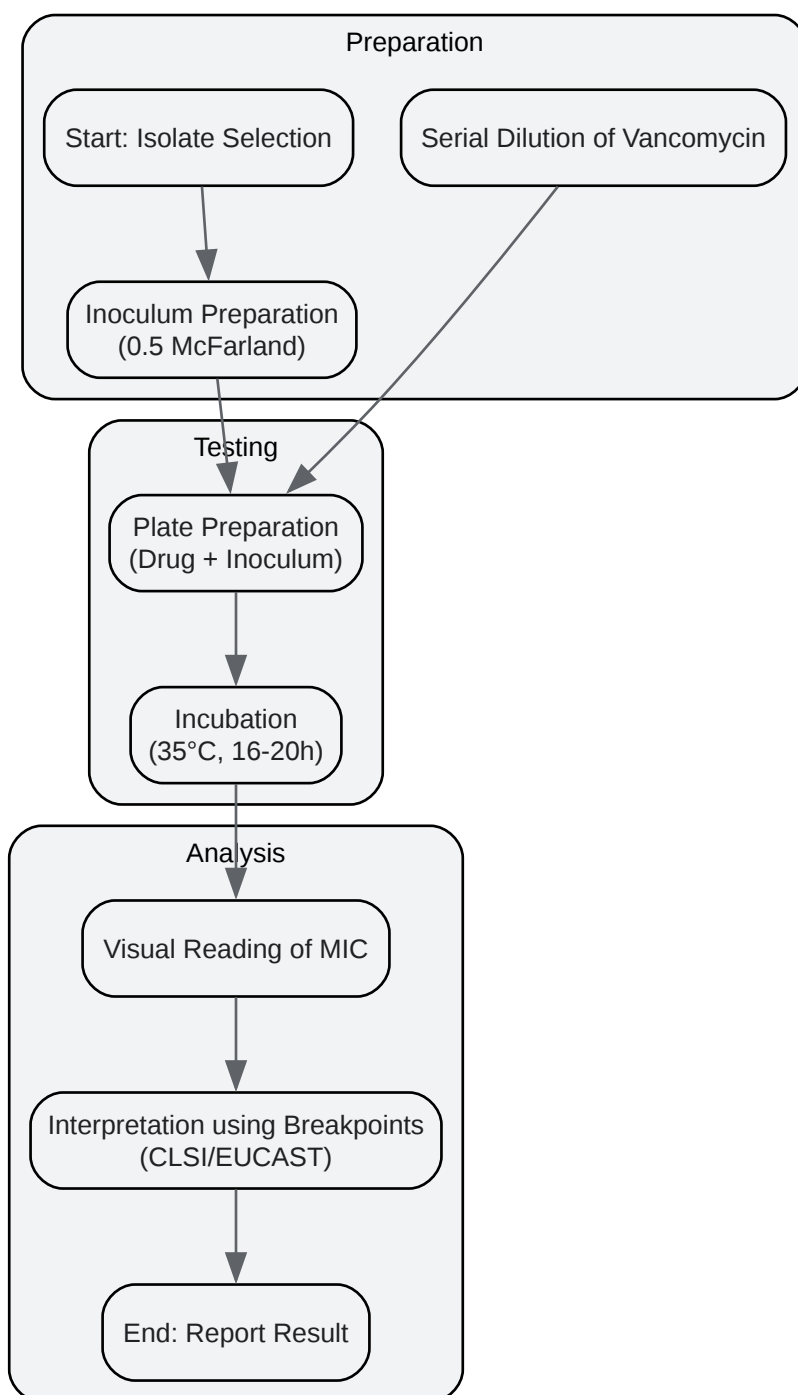 Preparation
Start: Isolate Selection
Serial Dilution of Vancomycin
Inoculum Preparation
(0.5 McFarland)
Testing
Plate Preparation
(Drug + Inoculum)
Incubation
(35°C, 16-20h)
Analysis
Visual Reading of MIC
Interpretation using Breakpoints
(CLSI/EUCAST)
End: Report Result